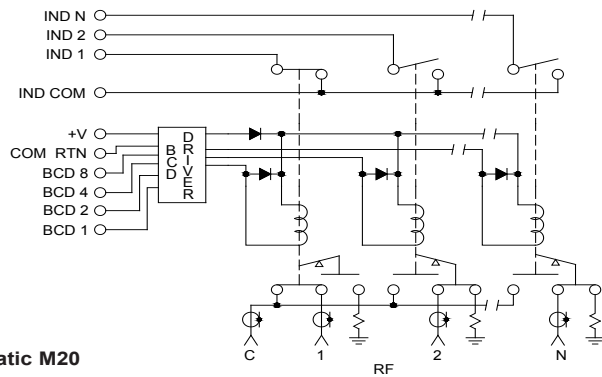 IND N
IND 2
IND 1
IND COM
+V
COM RTN
BCD 8
BCD 4
BCD 2
BCD 1
BCD
DRIVER
C
1
2
N
RF
atic M20